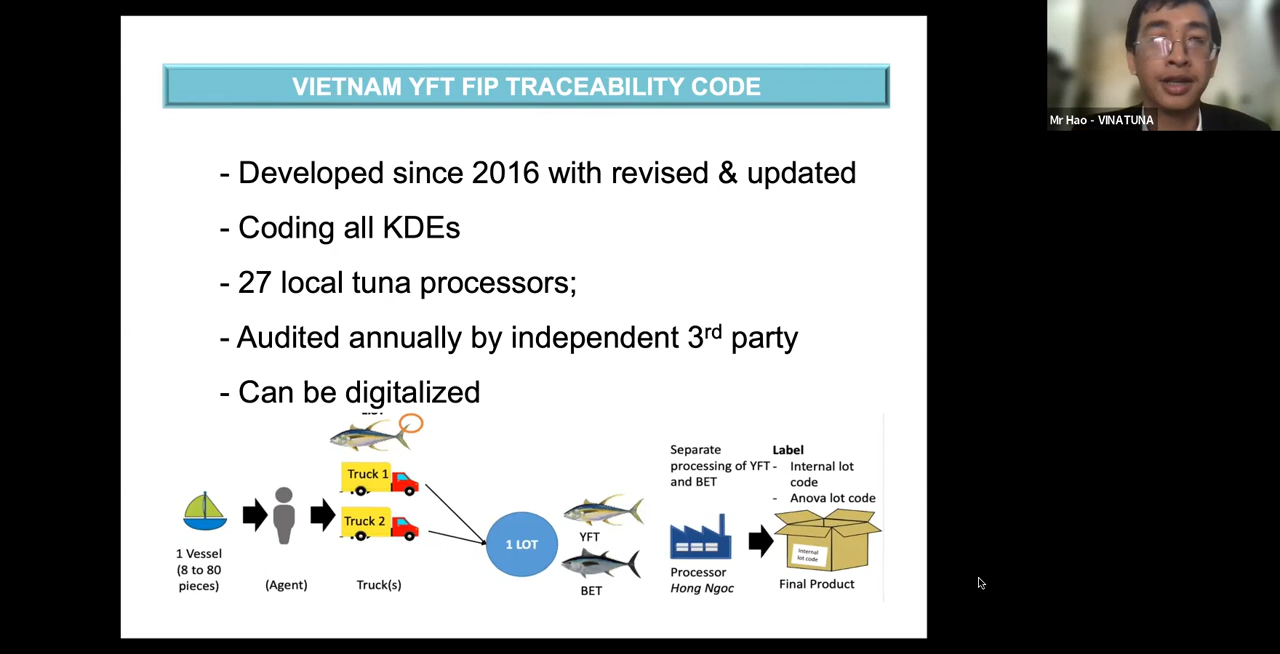 VIETNAM YFT FIP TRACEABILITY CODE
Mr Hao - VINATUNA
- Developed since 2016 with revised & updated
- Coding all KDEs
- 27 local tuna processors;
- Audited annually by independent 3rd party
- Can be digitalized
Truck 1
Truck 2
1 Vessel
(8 to 80
pieces)
(Agent)
Truck(s)
1 LOT
YFT
BET
Separate
processing of YFT
and BET
Processor
Hong Ngoc
Label
- Internal lot
code
- Anova lot code
Internal
lot code
Final Product